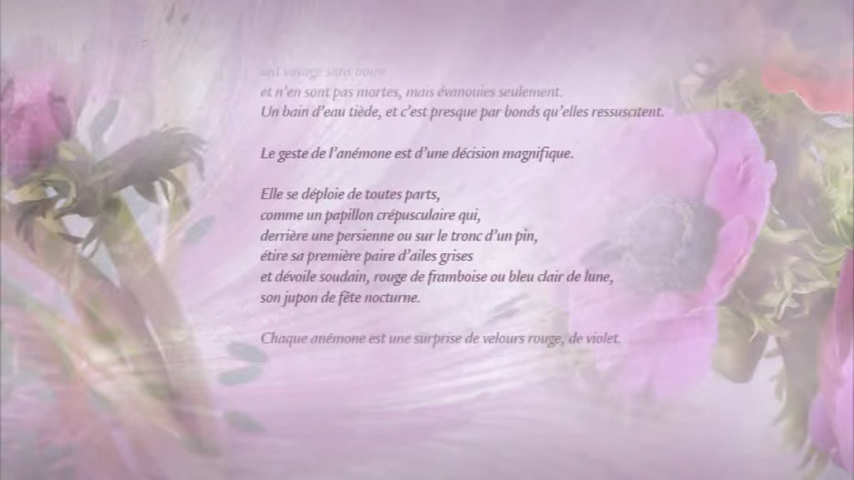 ont voyagé sans boire
et n'en sont pas mortes, mais évanouies seulement.
Un bain d'eau tiède, et c'est presque par bonds qu'elles ressuscitent.
Le geste de l'anémone est d'une décision magnifique.
Elle se déploie de toutes parts,
comme un papillon crépusculaire qui,
derrière une persienne ou sur le tronc d'un pin,
étire sa première paire d'ailes grises
et dévoile soudain, rouge de framboise ou bleu clair de lune,
son jupon de fête nocturne.
Chaque anémone est une surprise de velours rouge, de violet.